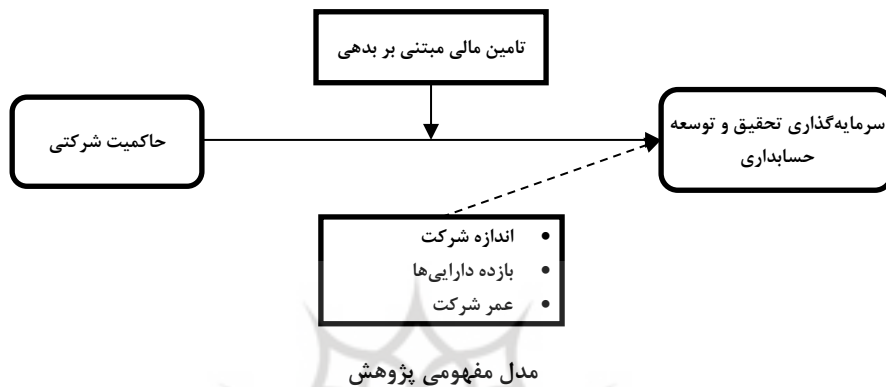 تامین مالی مبتنی بر بدهی
حاکمیت شرکتی
سرمایه‌گذاری تحقیق و توسعه
حسابداری
• اندازه شرکت
• بازده دارایی‌ها
• عمر شرکت
مدل مفهومی پژوهش